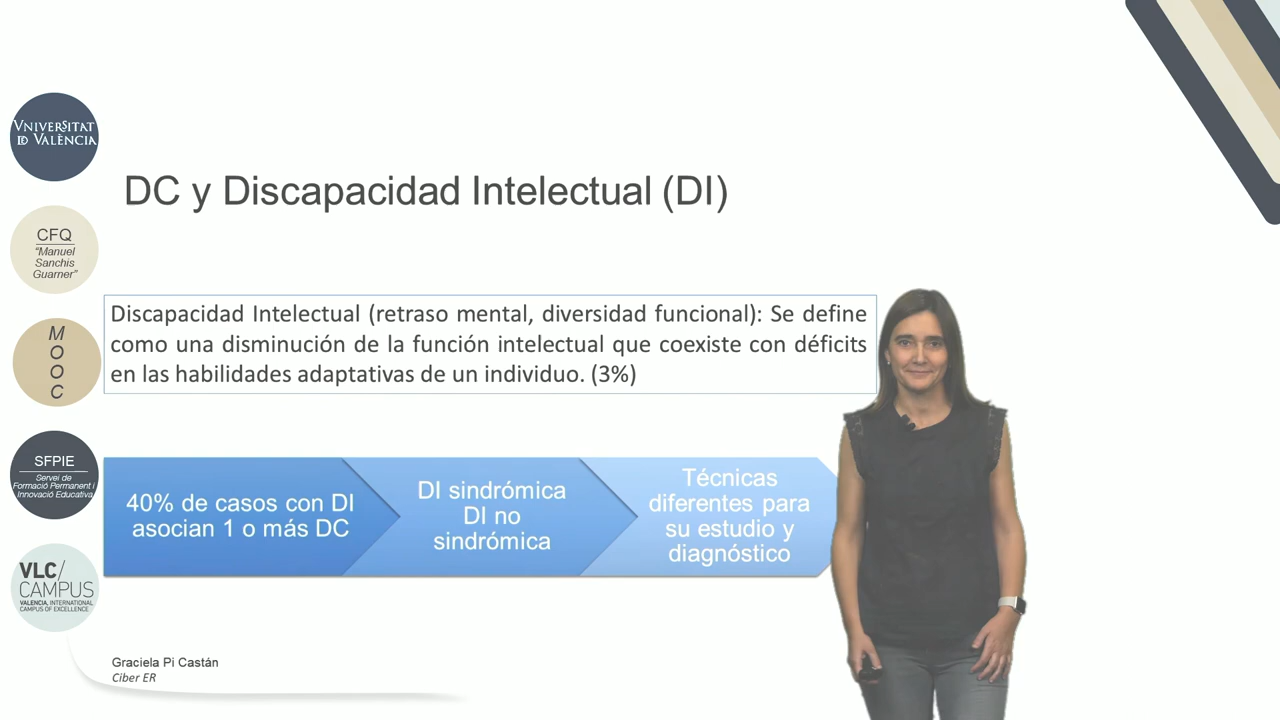 VNIVERSITAT
ID VALÈNCIA
DC y Discapacidad Intelectual (DI)
CFQ
“Manuel
Sanchis
Guarner”
Discapacidad Intelectual (retraso mental, diversidad funcional): Se define
como una disminución de la función intelectual que coexiste con déficits
en las habilidades adaptativas de un individuo. (3%)
M
O
O
C
SFPIE
Servei de
Formació Permanent i
Innovació Educativa
40% de casos con DI
asocian 1 o más DC
DI sindrómica
DI no
sindrómica
Técnicas
diferentes para
su estudio y
diagnóstico
VLC/
CAMPUS
VALENCIA, INTERNATIONAL
CAMPUS OF EXCELLENCE
Graciela Pi Castán
Ciber ER